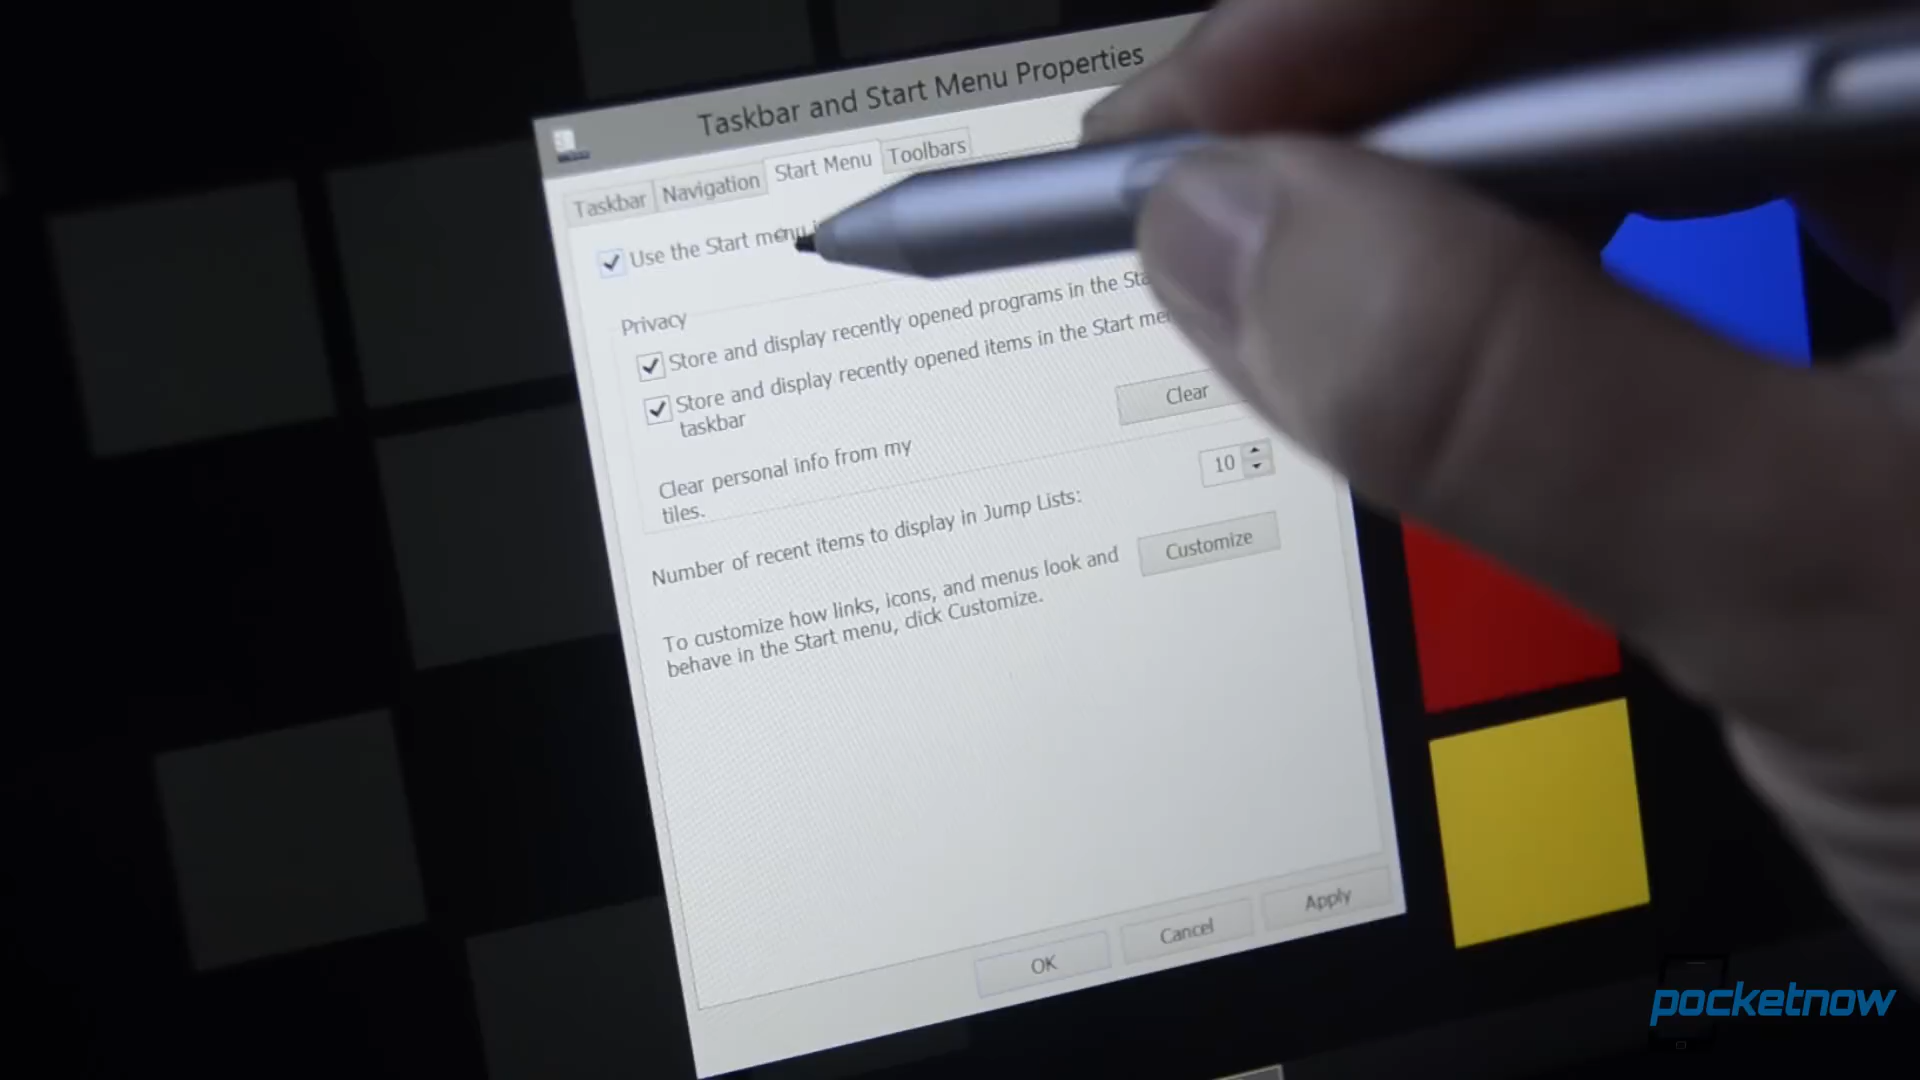 Taskbar and Start Menu Properties
Taskbar Navigation Start Menu Toolbars
Use the Start menu
Privacy
Store and display recently opened programs in the
Store and display recently opened items in the Start
taskbar
Clear
Clear personal info from my
tiles.
Number of recent items to display in Jump Lists:
10
To customize how links, icons, and menus look and
behave in the Start menu, click Customize.
Customize
OK Cancel Apply
pocketnow